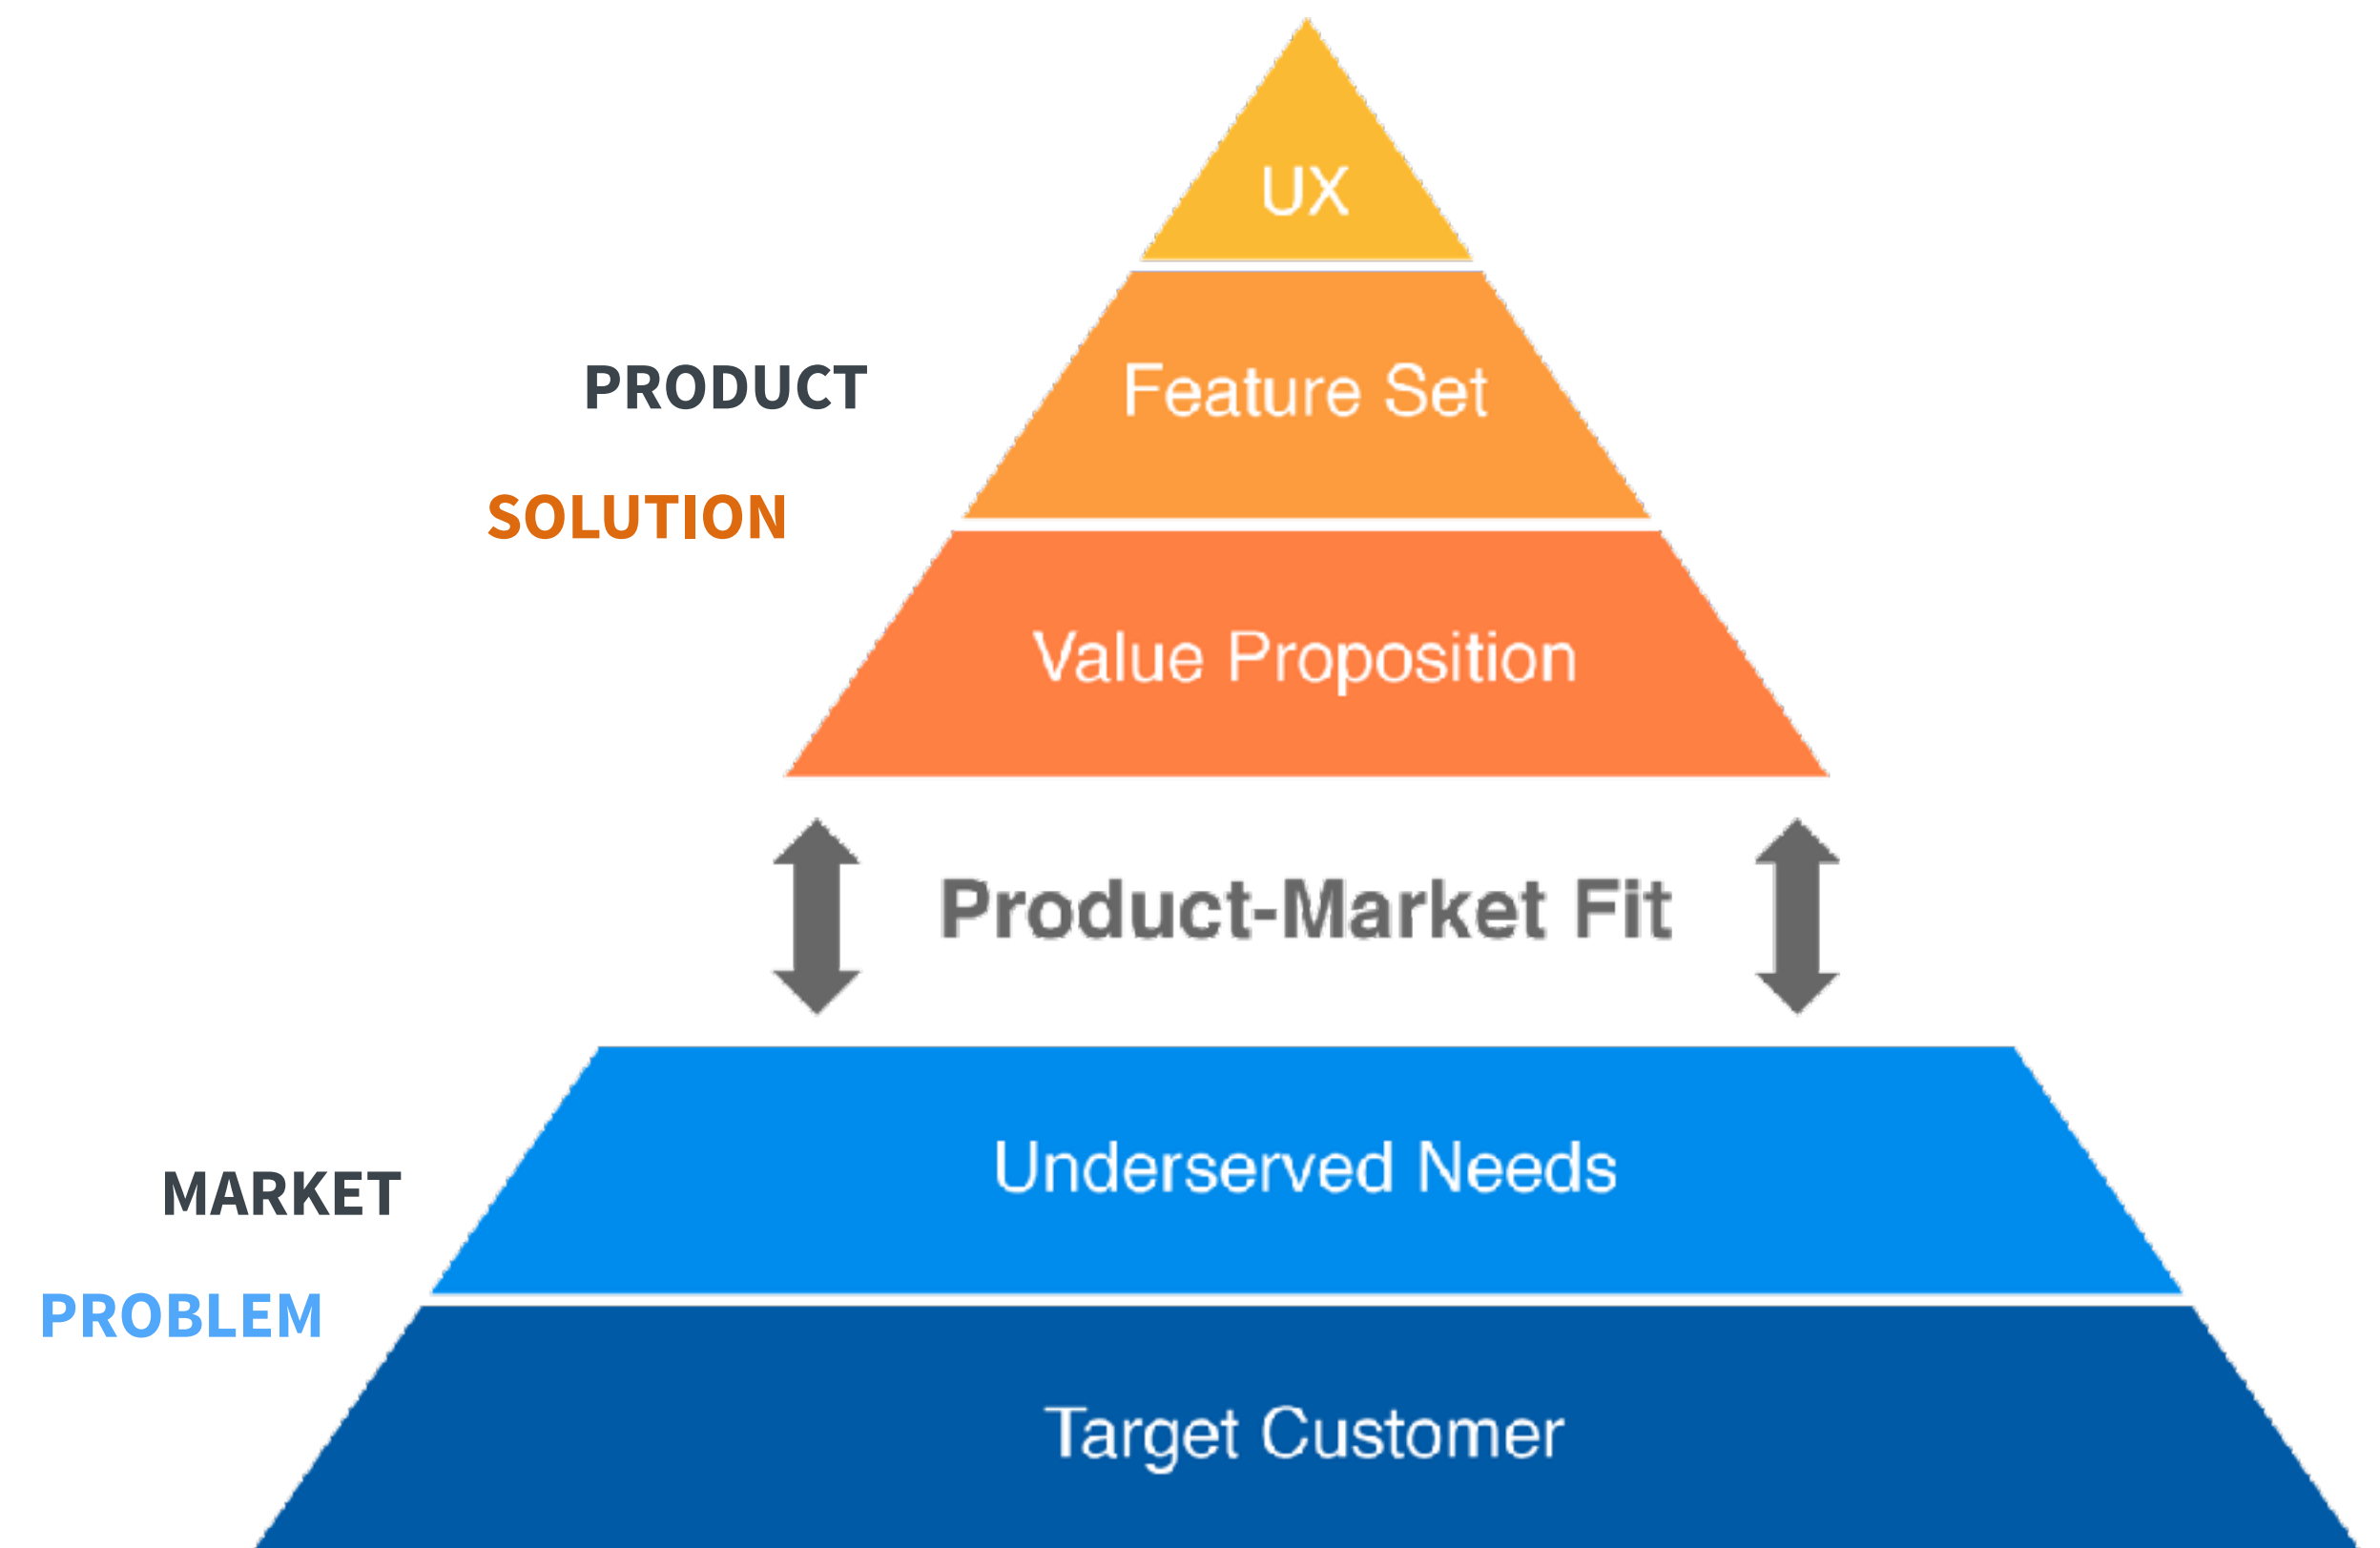 UX
PRODUCT
Feature Set
SOLUTION
Value Proposition
Product-Market Fit
Underserved Needs
MARKET
PROBLEM
Target Customer